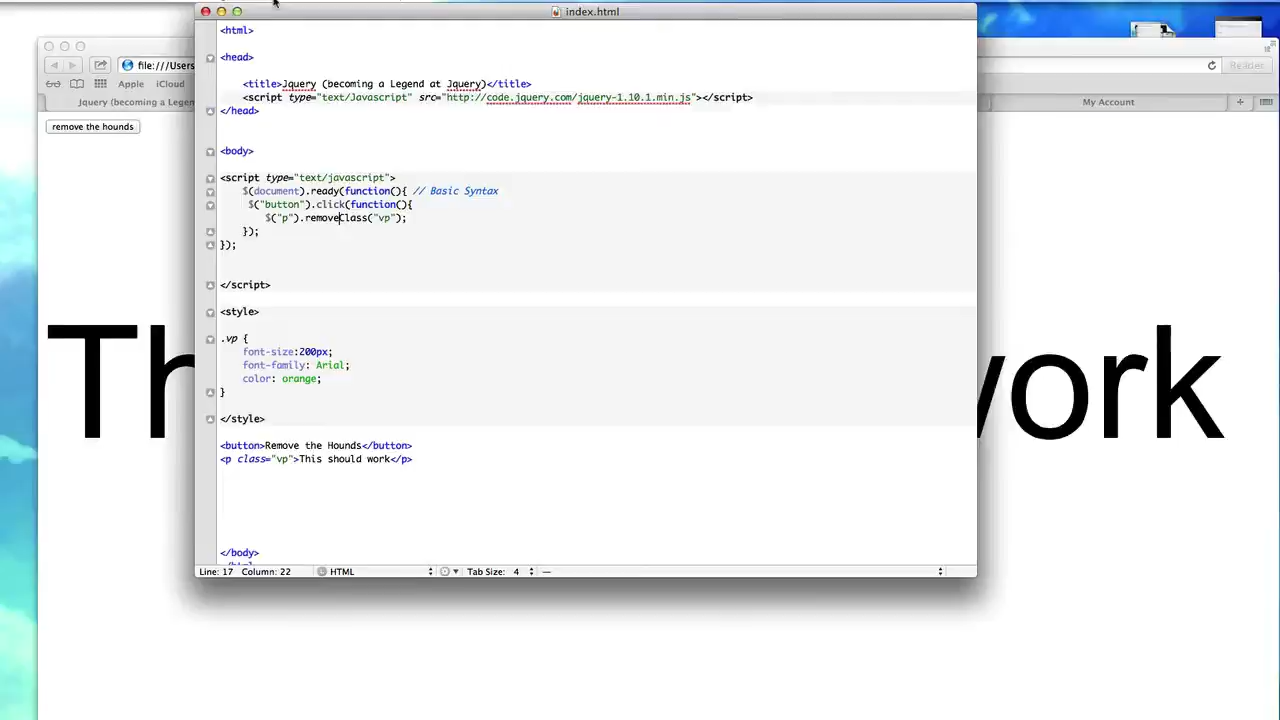 index.html
<html>
<head>
<title>Jquery (becoming a Legend at Jquery)</title>
<script type="text/Javascript" src="http://code.jquery.com/jquery-1.10.1.min.js"></script>
</head>
<body>
<script type="text/javascript">
$(document).ready(function(){ // Basic Syntax
$("button").click(function(){
$("p").removeClass("vp");
});
});
</script>
<style>
.vp {
font-size:200px;
font-family: Arial;
color: orange;
}
</style>
<button>Remove the Hounds</button>
<p class="vp">This should work</p>
</body>
Line: 17 Column: 22 HTML Tab Size: 4 —
file:///Users
Reader
Apple iCloud
Jquery (becoming a Legen
My Account +
remove the hounds
Th work